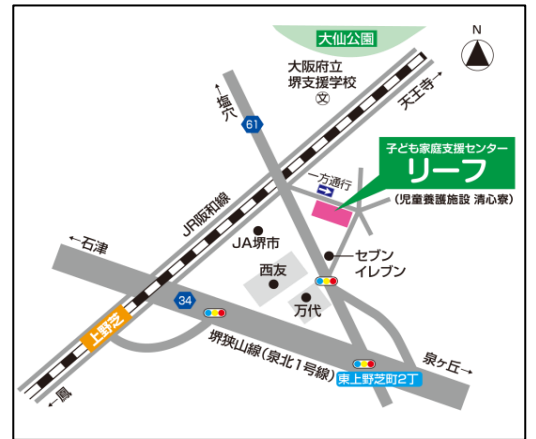 大仙公園
N
大阪府立
堺支援学校
文
←塩穴
天王寺→
61
子ども家庭支援センター
リーフ
(児童養護施設 清心寮)
一方通行
JR阪和線
JA堺市
セブン
イレブン
←石津
西友
34
万代
上野芝
堺狭山線(泉北1号線)
泉ヶ丘→
東上野芝町2丁
←鳳